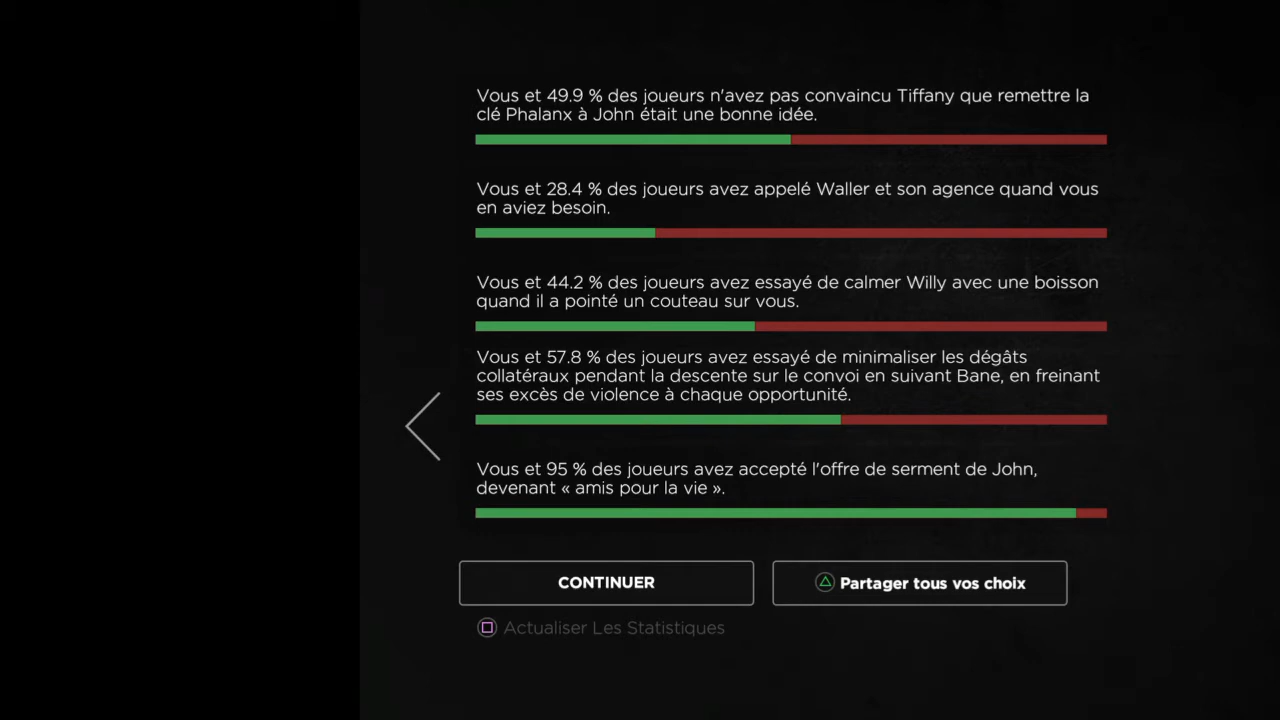 Vous et 49.9 % des joueurs n'avez pas convaincu Tiffany que remettre la
clé Phalanx à John était une bonne idée.
Vous et 28.4 % des joueurs avez appelé Waller et son agence quand vous
en aviez besoin.
Vous et 44.2 % des joueurs avez essayé de calmer Willy avec une boisson
quand il a pointé un couteau sur vous.
Vous et 57.8 % des joueurs avez essayé de minimaliser les dégâts
collatéraux pendant la descente sur le convoi en suivant Bane, en freinant
ses excès de violence à chaque opportunité.
Vous et 95 % des joueurs avez accepté l'offre de serment de John,
devenant « amis pour la vie ».
CONTINUER
Partager tous vos choix
Actualiser Les Statistiques